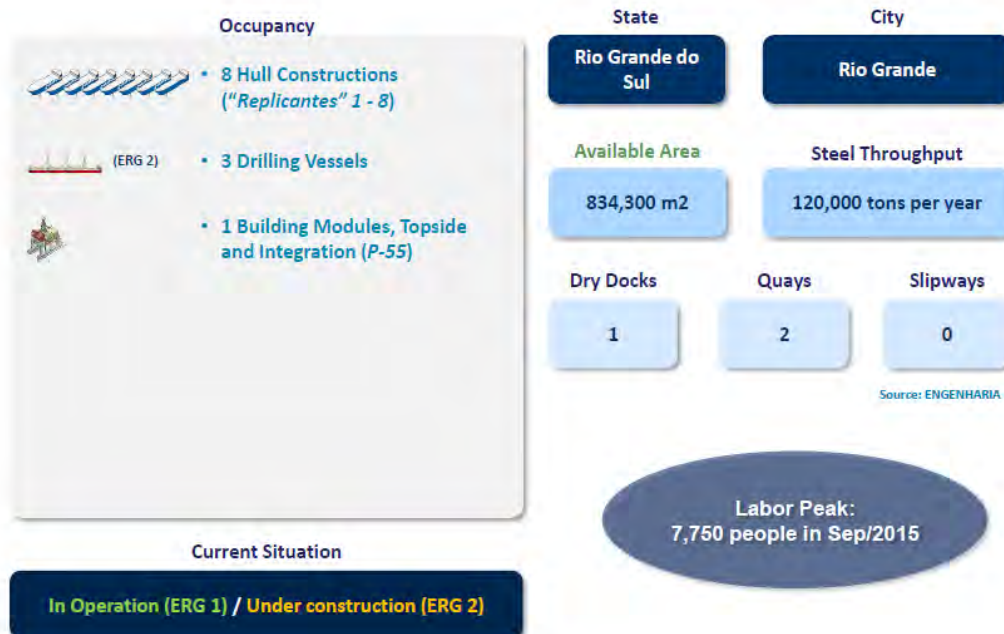 Occupancy
• 8 Hull Constructions
("Replicantes" 1 - 8)
(ERG 2)
• 3 Drilling Vessels
• 1 Building Modules, Topside
and Integration (P-55)
Current Situation
In Operation (ERG 1) / Under construction (ERG 2)
State
City
Rio Grande do
Sul
Rio Grande
Available Area
Steel Throughput
834,300 m2
120,000 tons per year
Dry Docks
Quays
Slipways
1
2
0
Source: ENGENHARIA
Labor Peak:
7,750 people in Sep/2015